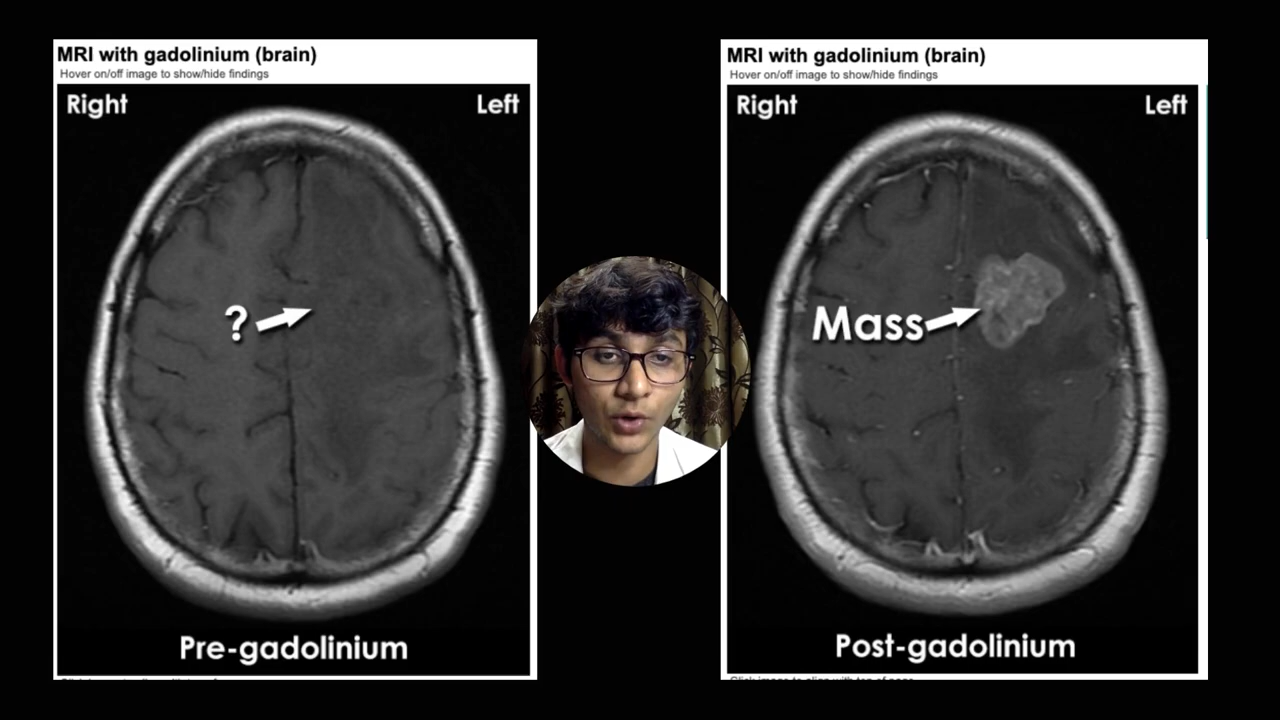 MRI with gadolinium (brain)
Hover on/off image to show/hide findings
Right
Left
?
Pre-gadolinium
MRI with gadolinium (brain)
Hover on/off image to show/hide findings
Right
Left
Mass
Post-gadolinium